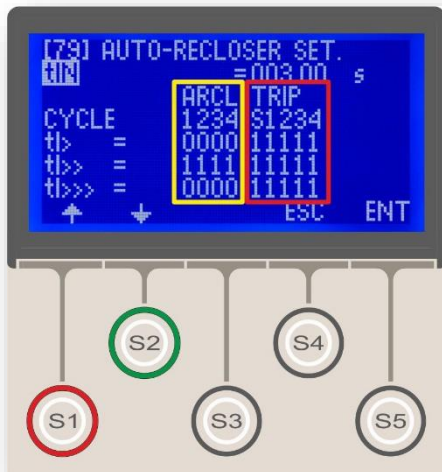 [79] AUTO-RECLOSER SET.
tIN =003.00 s
ARCL TRIP
CYCLE 1234 S1234
tI> = 0000 11111
tI>> = 1111 11111
tI>>> = 0000 11111
ESC ENT
S2 S4
S1 S3 S5